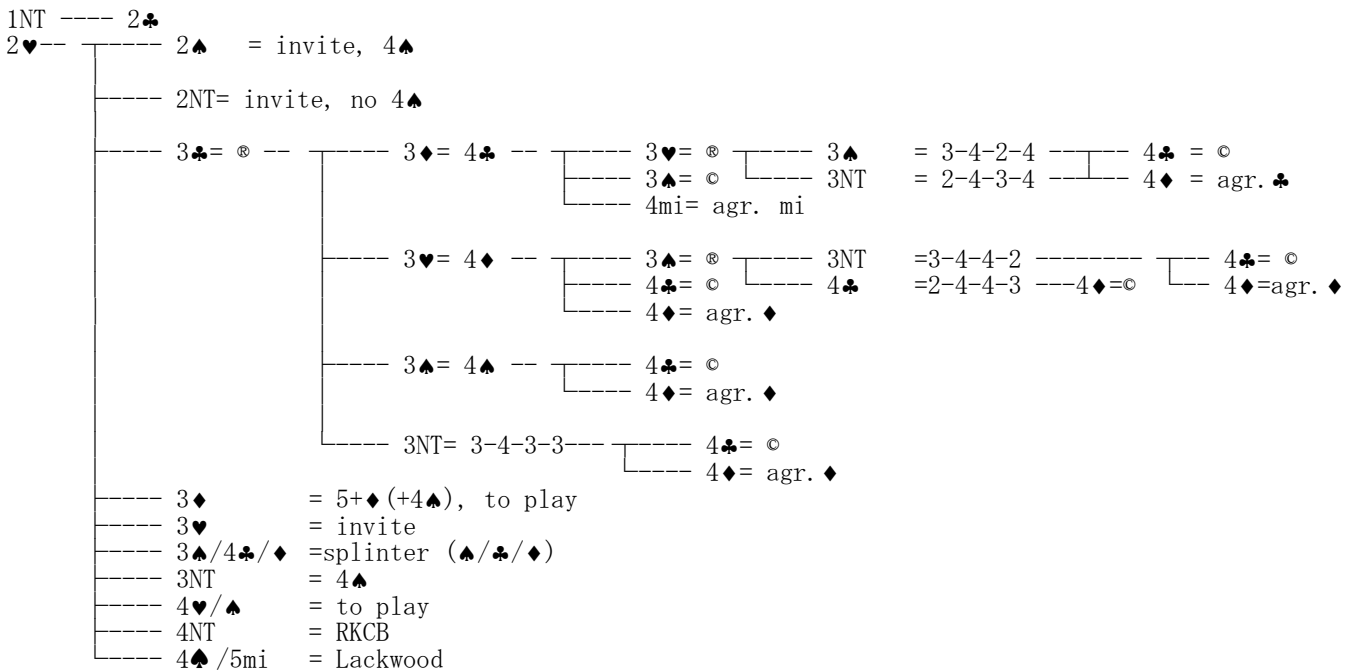 1NT ---- 2♣
2♥-- ----- 2♠ = invite, 4♠
----- 2NT= invite, no 4♠
----- 3♣= ® -- ----- 3♦= 4♣ -- ----- 3♥= ® ----- 3♠ = 3-4-2-4 ----- 4♣ = ©
----- 3♠= © ----- 3NT = 2-4-3-4 ----- 4♦ = agr.♣
----- 4mi= agr. mi
----- 3♥= 4♦ -- ----- 3♠= ® ----- 3NT =3-4-4-2 -------- --- 4♣= ©
----- 4♣= © ----- 4♣ =2-4-4-3 ---4♦=© --- 4♦=agr.♦
----- 4♦= agr.♦
----- 3♠= 4♠ -- ----- 4♣= ©
----- 4♦= agr.♦
----- 3NT= 3-4-3-3--- ----- 4♣= ©
----- 4♦= agr.♦
----- 3♦ = 5+♦(+4♠), to play
----- 3♥ = invite
----- 3♠/4♣/♦ =splinter (♠/♣/♦)
----- 3NT = 4♠
----- 4♥/♠ = to play
----- 4NT = RKCB
----- 4♠/5mi = Lackwood